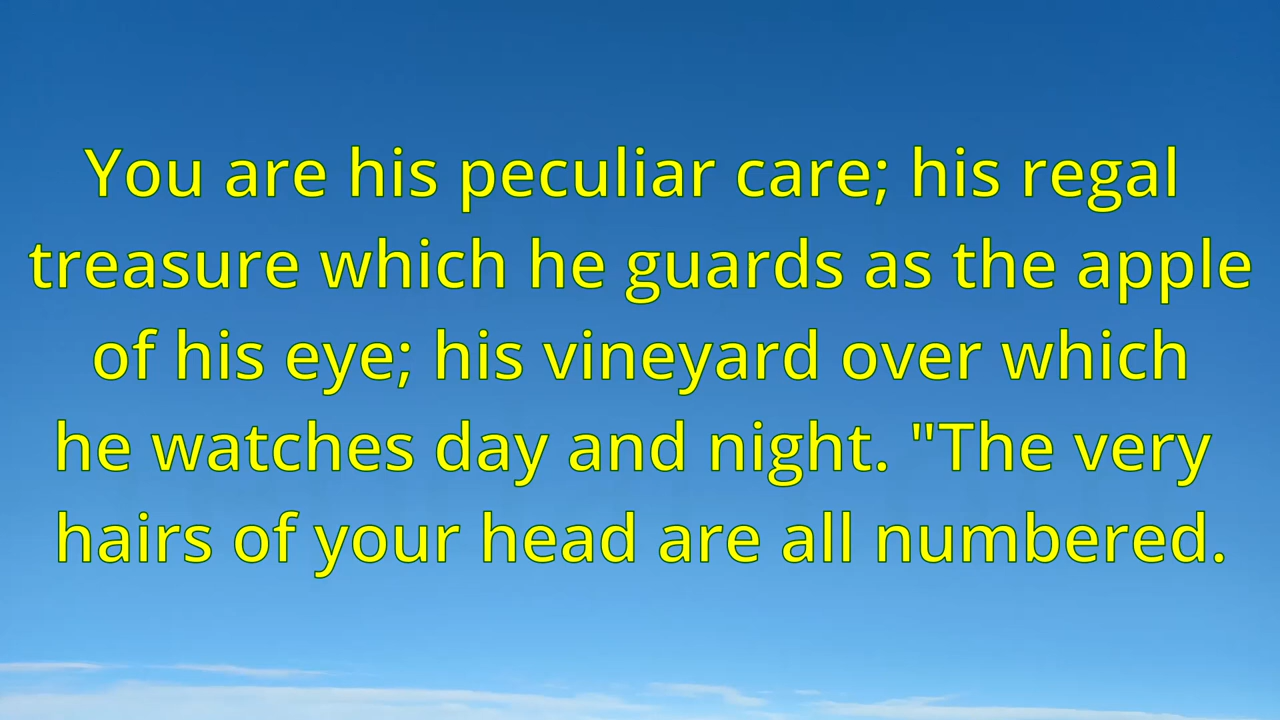 You are his peculiar care; his regal
treasure which he guards as the apple
of his eye; his vineyard over which
he watches day and night. "The very
hairs of your head are all numbered.